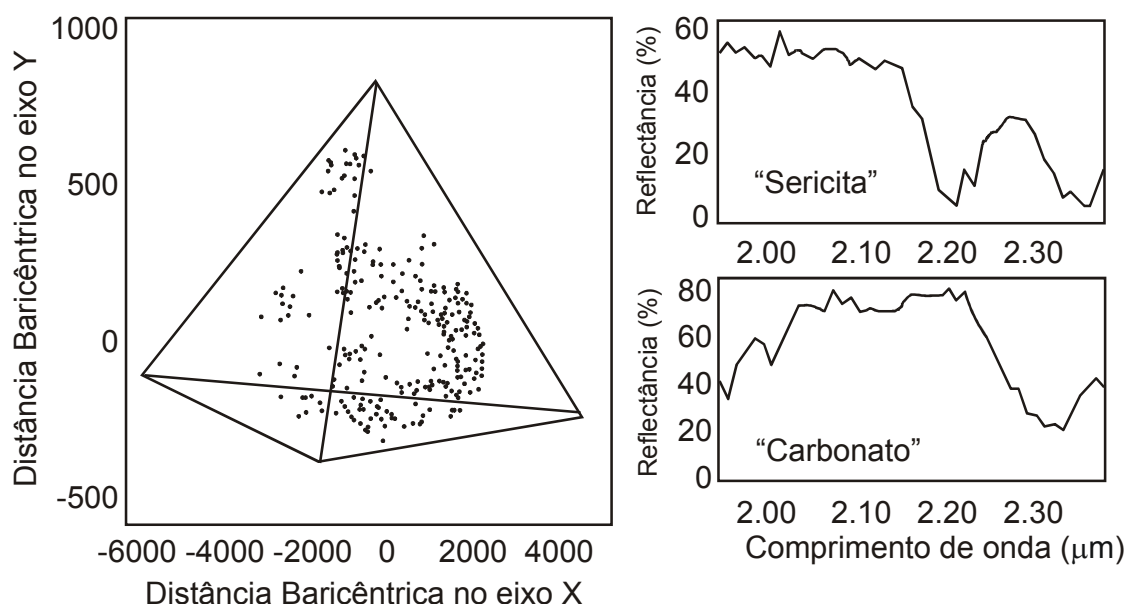 Distância Baricêntrica no eixo Y
1000
500
0
-500
-6000 -4000 -2000 0 2000 4000
Distância Baricêntrica no eixo X
Reflectância (%)
60
40
20
0
"Sericita"
2.00 2.10 2.20 2.30
Reflectância (%)
80
60
40
20
0
"Carbonato"
2.00 2.10 2.20 2.30
Comprimento de onda (μm)